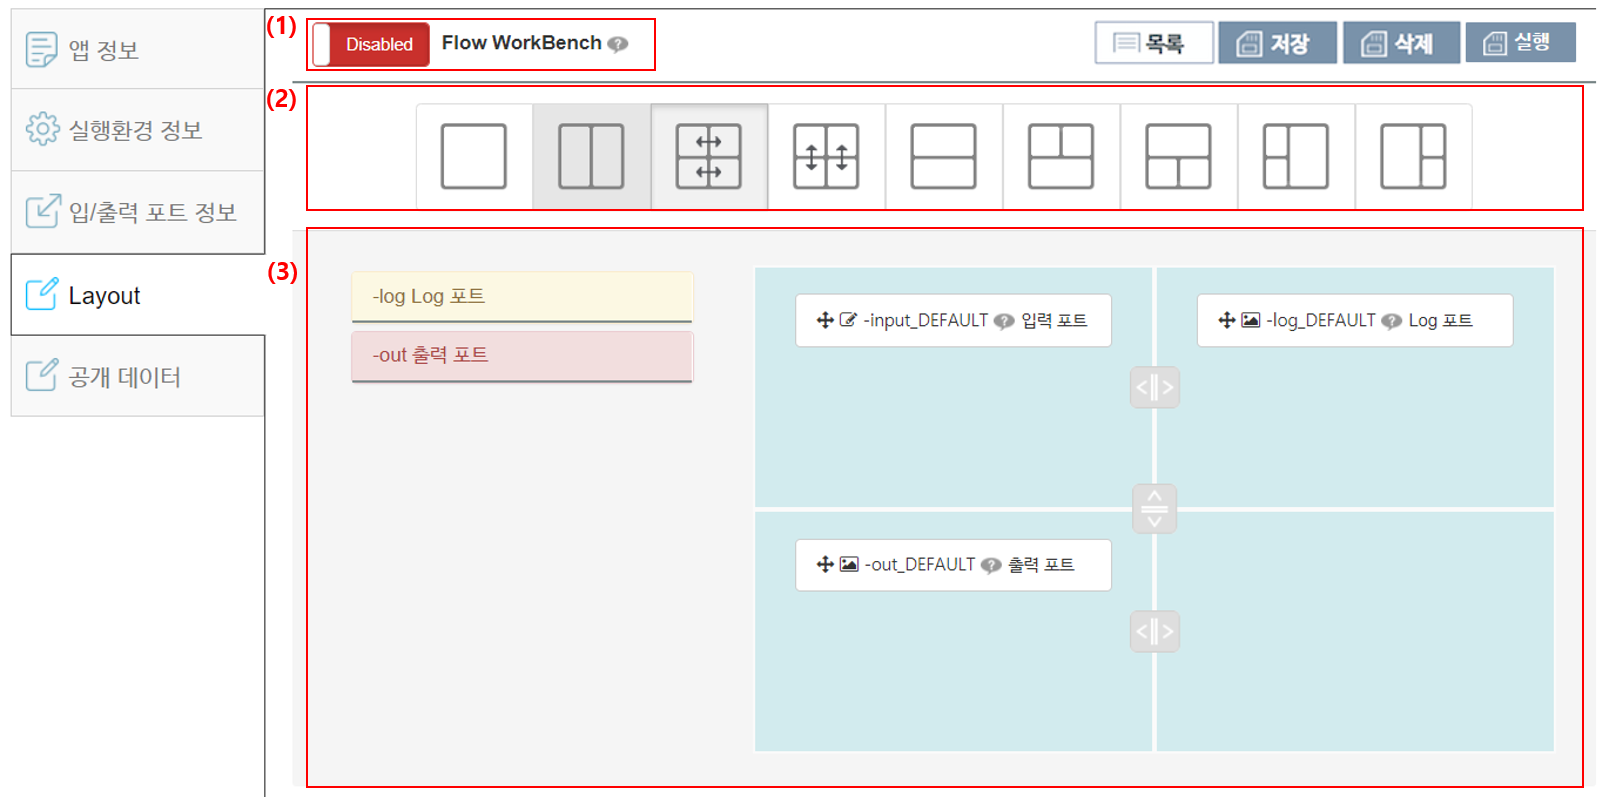 앱 정보
실행환경 정보
입/출력 포트 정보
Layout
공개 데이터
(1)
Disabled Flow WorkBench ?
목록 저장 삭제 실행
(2)
(3)
-log Log 포트
-out 출력 포트
-input_DEFAULT ? 입력 포트
-log_DEFAULT ? Log 포트
-out_DEFAULT ? 출력 포트